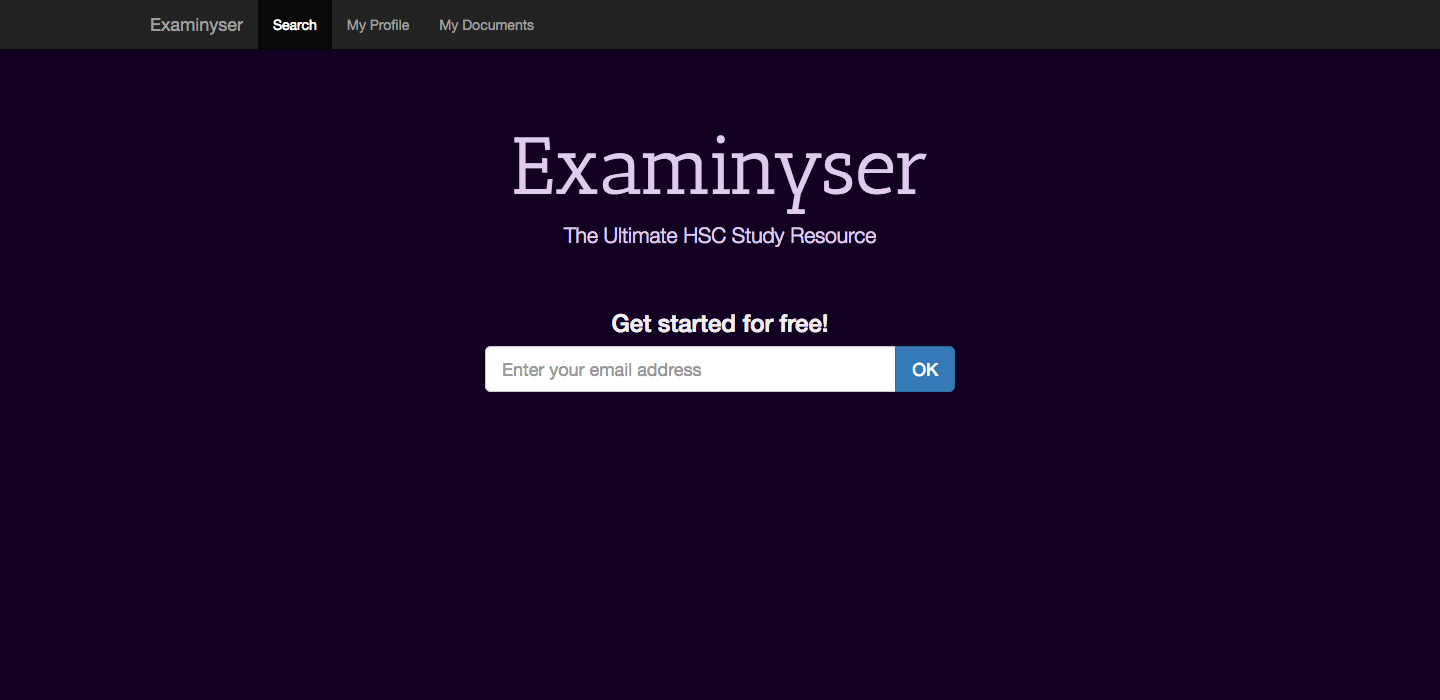 Examinyser Search My Profile My Documents
Examinyser
The Ultimate HSC Study Resource
Get started for free!
Enter your email address OK